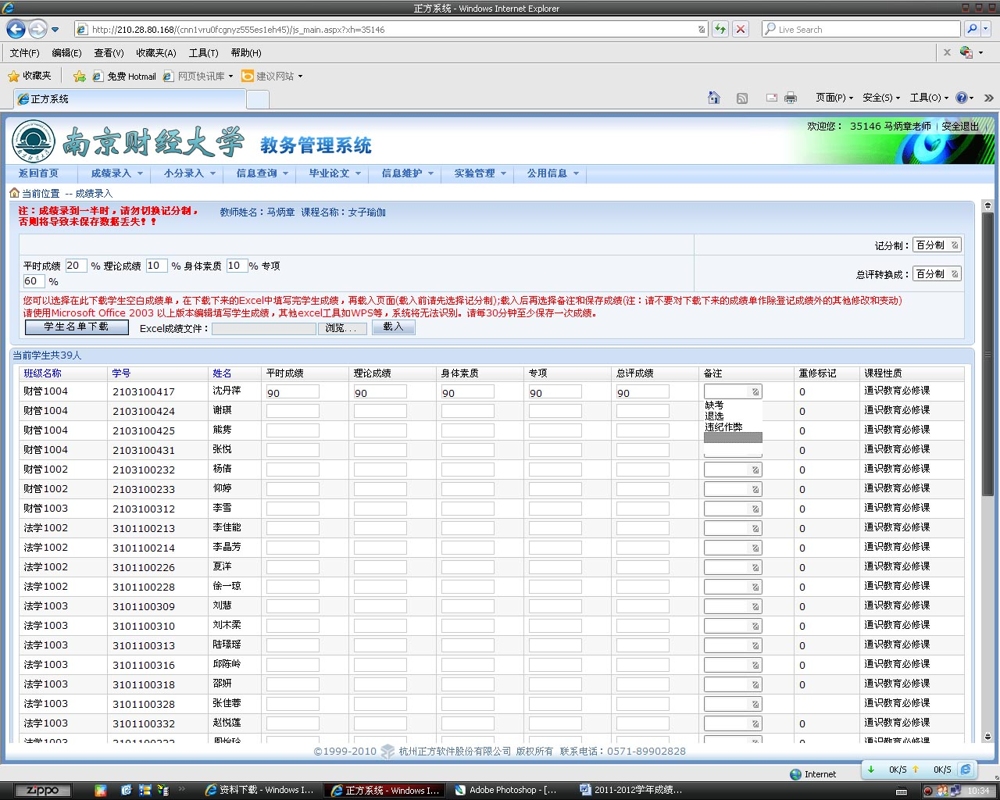 正方系统 - Windows Internet Explorer
http://210.28.80.168/(cnn1vru0fcgnyz555es1eh45)/js_main.aspx?xh=35146
Live Search
文件(F) 编辑(E) 查看(V) 收藏夹(A) 工具(T) 帮助(H)
收藏夹 免费 Hotmail 网页快讯库 建议网站
正方系统 页面(P) 安全(S) 工具(O)
南京财经大学 教务管理系统 欢迎您： 35146 马炳章老师 安全退出
返回首页 成绩录入 小分录入 信息查询 毕业论文 信息维护 实验管理 公用信息
当前位置 -- 成绩录入
注：成绩录到一半时，请勿切换记分制， 教师姓名：马炳章 课程名称：女子瑜伽
否则将导致未保存数据丢失！！
记分制： 百分制
平时成绩 20 % 理论成绩 10 % 身体素质 10 % 专项
60 %
总评转换成： 百分制
您可以选择在此下载学生空白成绩单，在下载下来的Excel中填写完学生成绩，再载入页面(载入前请先选择记分制);载入后再选择备注和保存成绩(注：请不要对下载下来的成绩单作除登记成绩外的其他修改和变动)
请使用Microsoft Office 2003 以上版本编辑填写学生成绩，其他excel工具如WPS等，系统将无法识别。请每30分钟至少保存一次成绩。
学生名单下载 Excel成绩文件： 浏览... 载入
当前学生共39人
班级名称 学号 姓名 平时成绩 理论成绩 身体素质 专项 总评成绩 备注 重修标记 课程性质
财管1004 2103100417 沈丹萍 90 90 90 90 90 0 通识教育必修课
缺考
财管1004 2103100424 谢琪 0 通识教育必修课
退选
违纪作弊
财管1004 2103100425 熊隽 0 通识教育必修课
财管1004 2103100431 张悦 0 通识教育必修课
财管1002 2103100232 杨倩 0 通识教育必修课
财管1002 2103100233 仰婷 0 通识教育必修课
财管1003 2103100312 李雪 0 通识教育必修课
法学1002 3101100213 李佳能 0 通识教育必修课
法学1002 3101100214 李晶芳 0 通识教育必修课
法学1002 3101100226 夏洋 0 通识教育必修课
法学1002 3101100228 徐一琼 0 通识教育必修课
法学1003 3101100309 刘慧 0 通识教育必修课
法学1003 3101100310 刘木柔 0 通识教育必修课
法学1003 3101100313 陆璟瑶 0 通识教育必修课
法学1003 3101100316 邱陈岭 0 通识教育必修课
法学1003 3101100318 邵妍 0 通识教育必修课
法学1003 3101100328 张佳蓉 通识教育必修课
法学1003 3101100332 赵悦莲 0 通识教育必修课
©1999-2010 杭州正方软件股份有限公司 版权所有 联系电话：0571-89902828
Internet 0K/S 0K/S
zippo 资料下载 - Windows I... 正方系统 - Windows I... Adobe Photoshop - [... 2011-2012学年成绩... 10:34